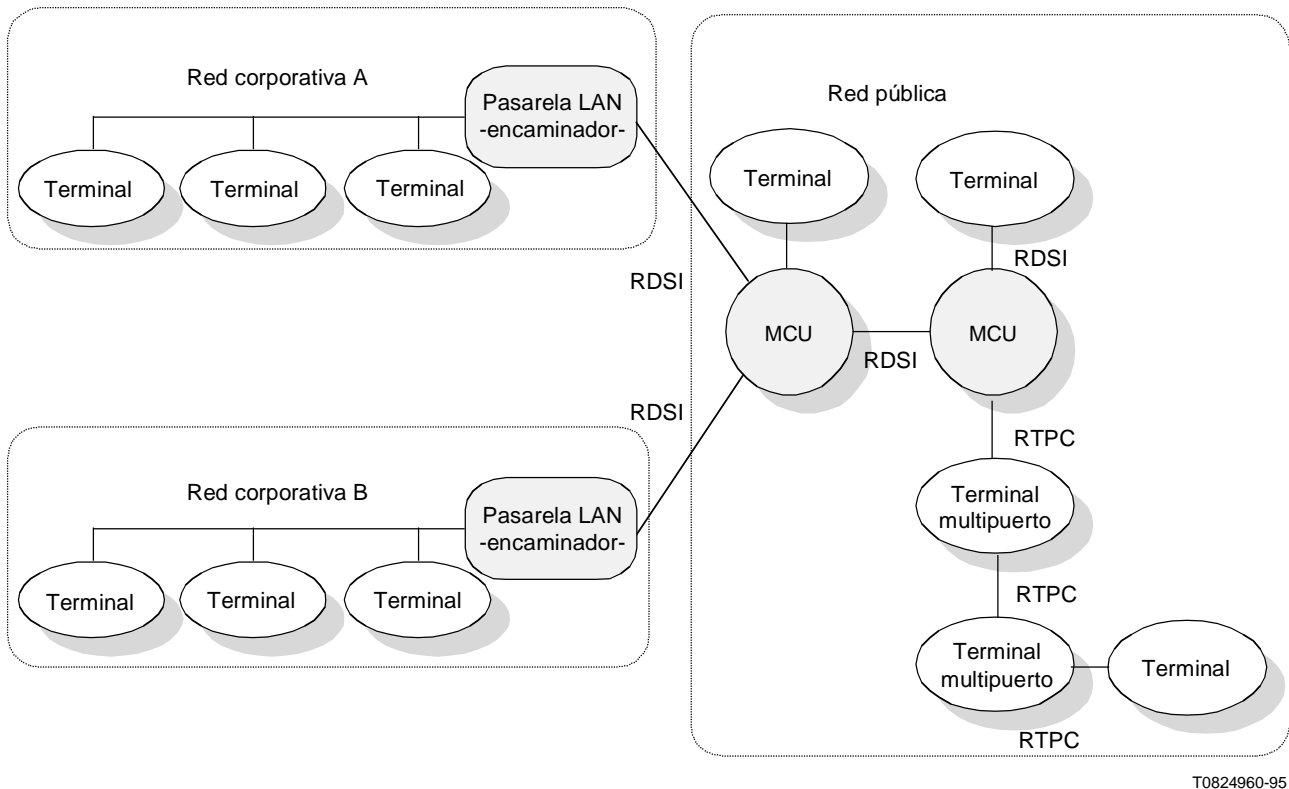 Red corporativa A
Pasarela LAN
-encaminador-
Terminal
Terminal
Terminal
Red pública
Terminal
Terminal
RDSI
RDSI
MCU
MCU
RDSI
RDSI
RTPC
Red corporativa B
Pasarela LAN
-encaminador-
Terminal
Terminal
Terminal
Terminal
multipuerto
RTPC
Terminal
multipuerto
Terminal
RTPC
T0824960-95